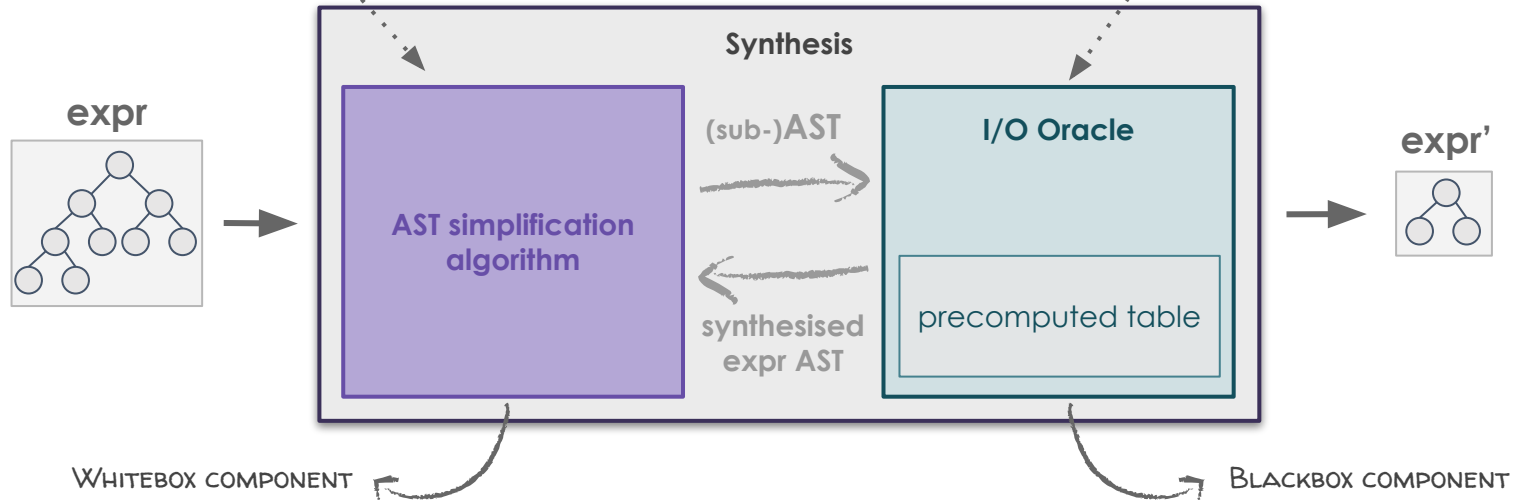 Synthesis
expr
(sub-)AST
I/O Oracle
expr’
AST simplification
algorithm
precomputed table
synthesised
expr AST
WHITEBOX COMPONENT
BLACKBOX COMPONENT